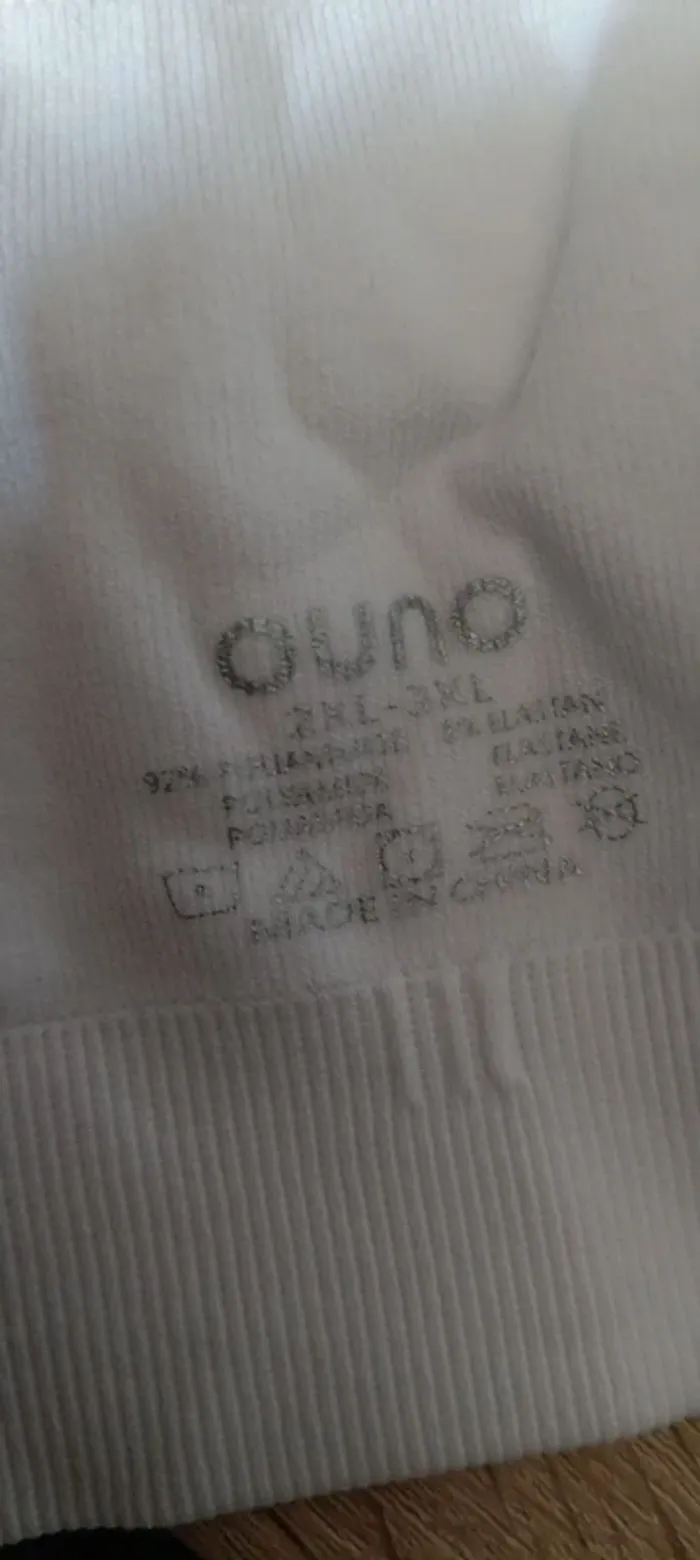 OUNO
2XL-3XL
92% POLIAMMIDE 8% ELASTAN
POLYAMIDE ELASTANE
POLIAMIDA ELASTANO
MADE IN CHINA